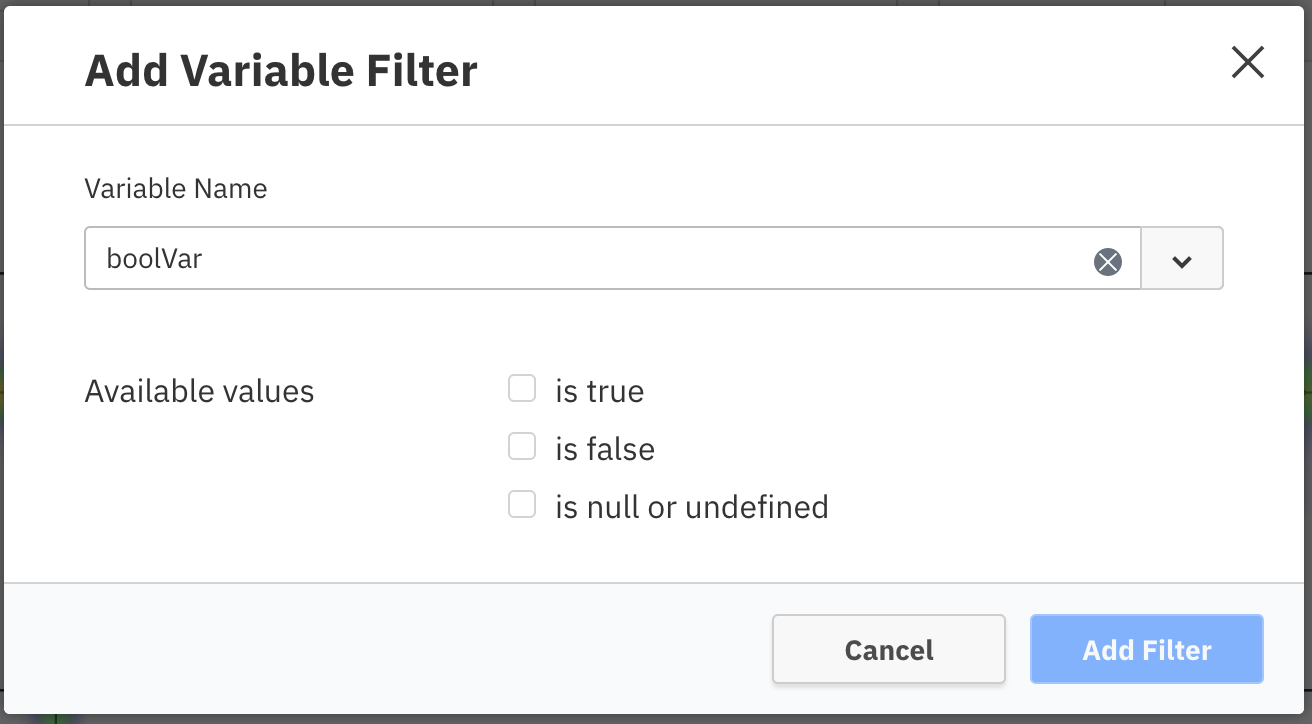 Add Variable Filter
Variable Name
boolVar
Available values
is true
is false
is null or undefined
Cancel
Add Filter